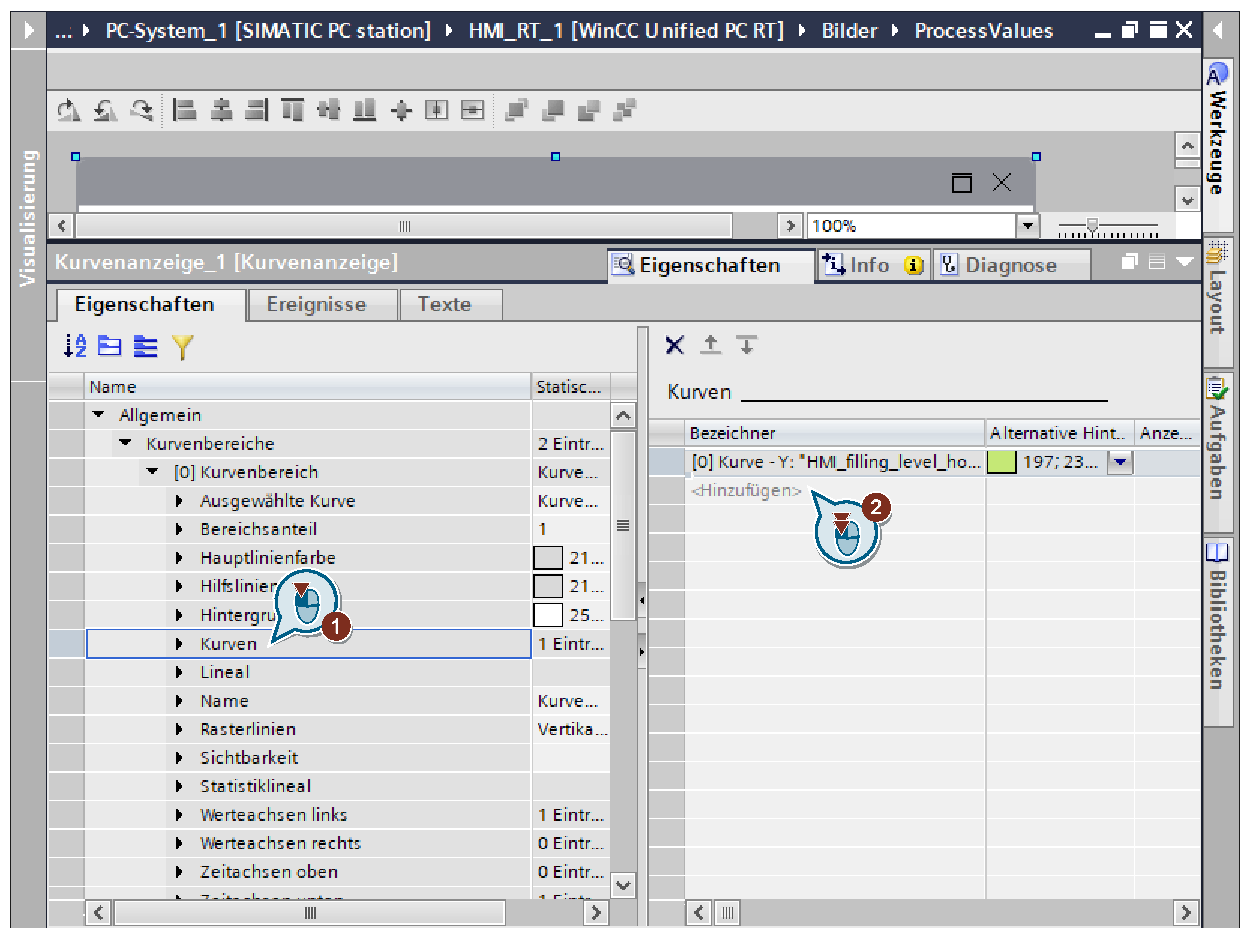 ... PC-System_1 [SIMATIC PC station] HMI_RT_1 [WinCC Unified PC RT] Bilder ProcessValues
Visualisierung
100%
Kurvenanzeige_1 [Kurvenanzeige]
Eigenschaften
Info
Diagnose
Eigenschaften
Ereignisse
Texte
Name Statisc...
Allgemein
Kurvenbereiche 2 Eintr...
[0] Kurvenbereich Kurve...
Ausgewählte Kurve Kurve...
Bereichsanteil 1
Hauptlinienfarbe 21...
Hilfslinien 21...
Hintergru 25...
1
Kurven 1 Eintr...
Lineal
Name Kurve...
Rasterlinien Vertika...
Sichtbarkeit
Statistiklineal
Werteachsen links 1 Eintr...
Werteachsen rechts 0 Eintr...
Zeitachsen oben 0 Eintr...
Kurven
Bezeichner Alternative Hint.. Anze...
[0] Kurve - Y: "HMI_filling_level_ho... 197; 23...
<Hinzufügen>
2
Werkzeuge
Layout
Aufgaben
Bibliotheken